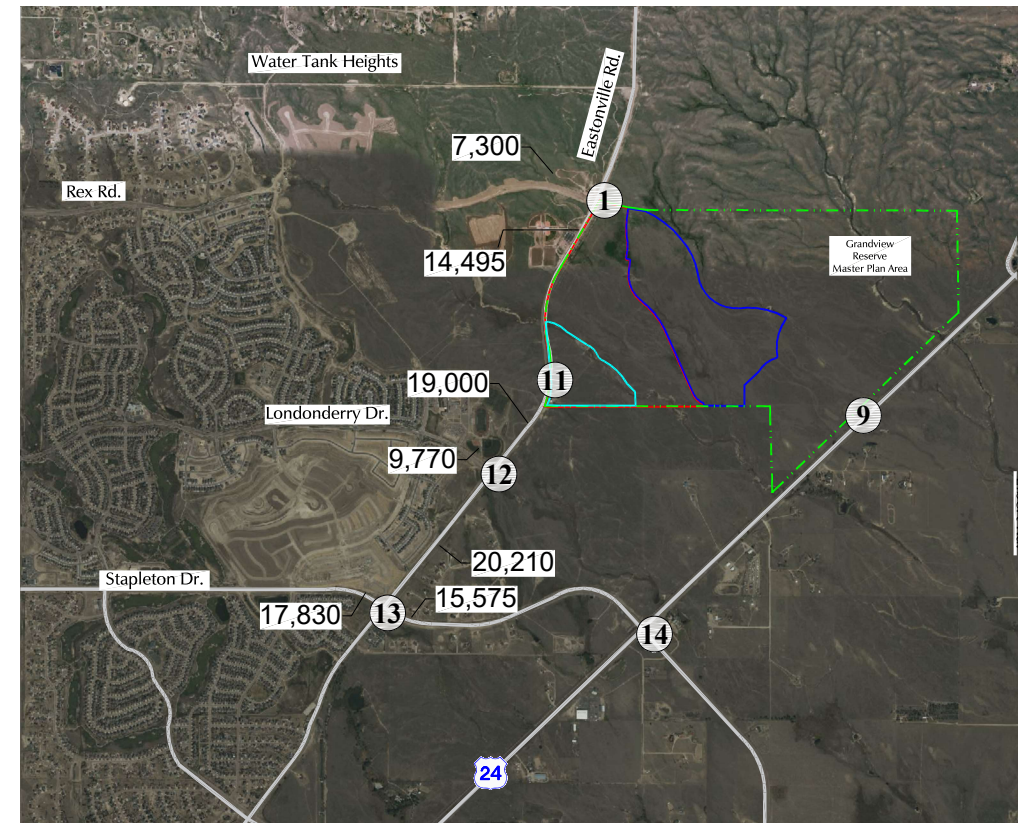 Water Tank Heights
Eastonville Rd.
7,300
Rex Rd.
1
14,495
Grandview
Reserve
Master Plan Area
11
19,000
Londonderry Dr.
9
9,770
12
20,210
Stapleton Dr.
15,575
17,830
13
14
24